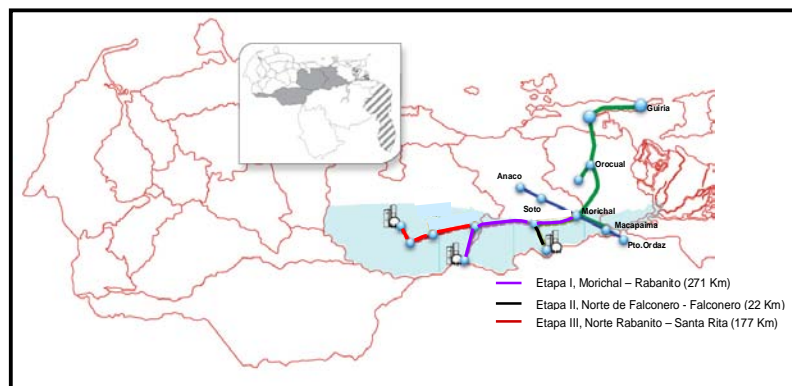 Guiria
Orocual
Anaco
Soto
Morichal
Macapaima
Pto.Ordaz
Etapa I, Morichal – Rabanito (271 Km)
Etapa II, Norte de Falconero - Falconero (22 Km)
Etapa III, Norte Rabanito – Santa Rita (177 Km)